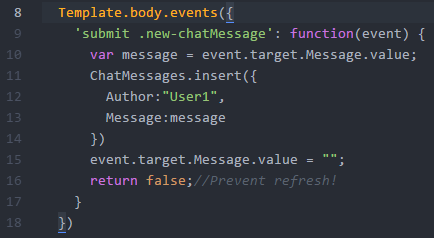 8 Template.body.events({
9 'submit .new-chatMessage': function(event) {
10 var message = event.target.Message.value;
11 ChatMessages.insert({
12 Author:"User1",
13 Message:message
14 })
15 event.target.Message.value = "";
16 return false;//Prevent refresh!
17 }
18 })